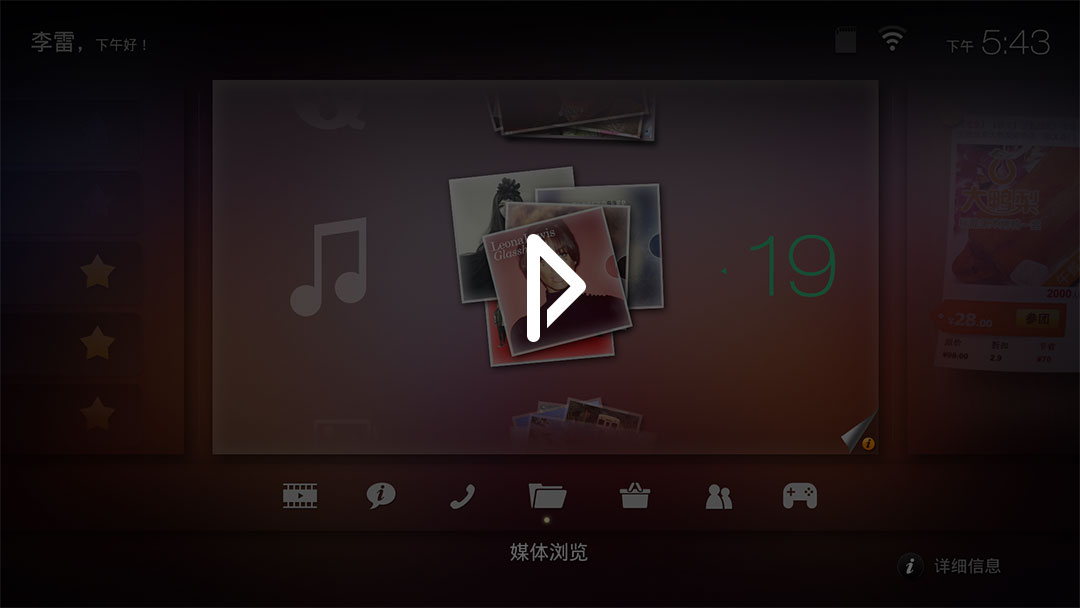 李雷，下午好！
下午 5:43
Leona Lewis
19
大鸭梨
2000
¥28.00 参团
原价 折扣 节省
¥98.00 2.9 ¥70
媒体浏览
i 详细信息